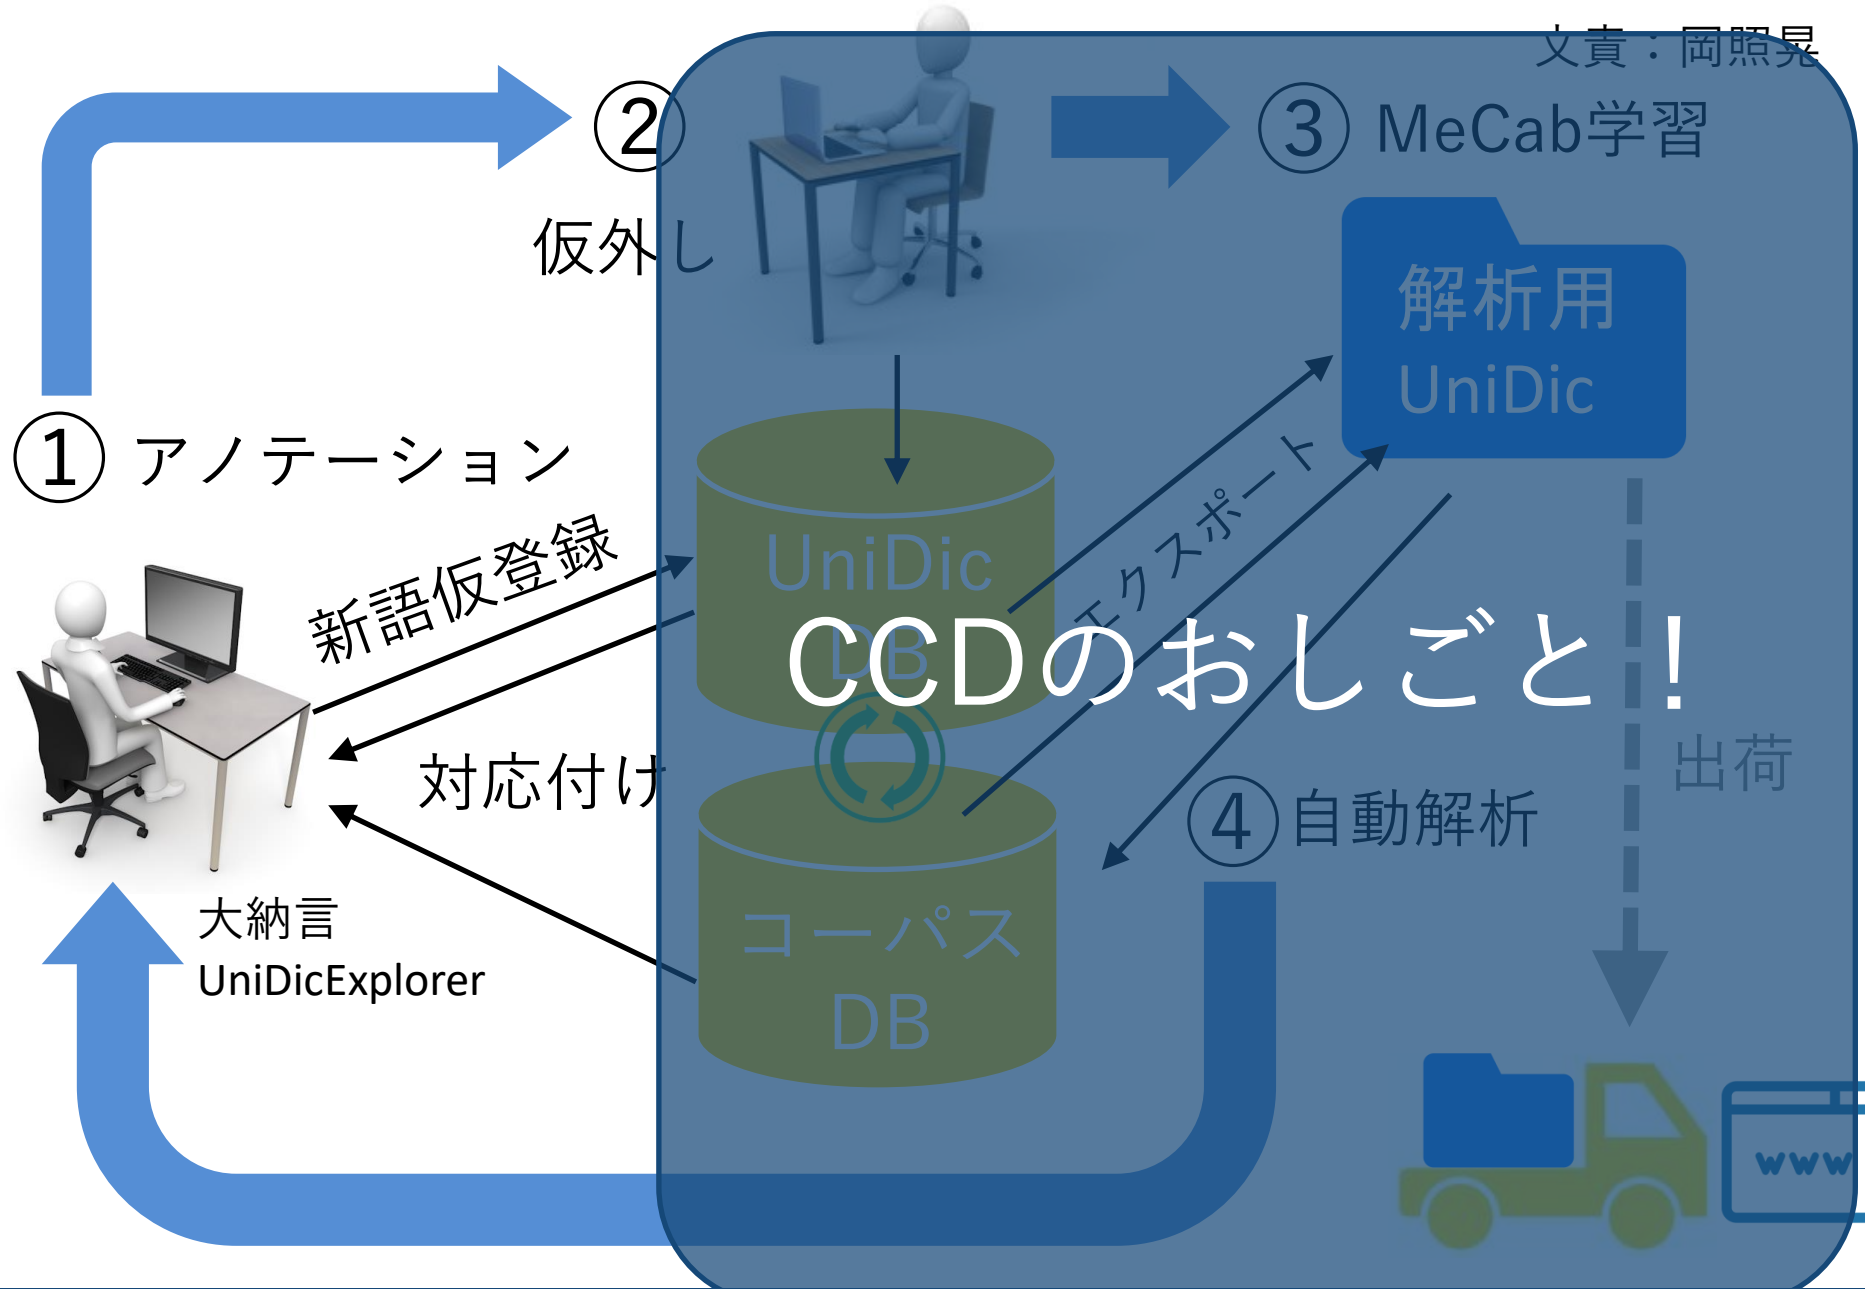 文責：岡照晃
②
仮外し
③ MeCab学習
解析用
UniDic
① アノテーション
新語仮登録
UniDic
DB
エクスポート
CCDのおしごと！
対応付け
出荷
④自動解析
コーパス
DB
大納言
UniDicExplorer
www